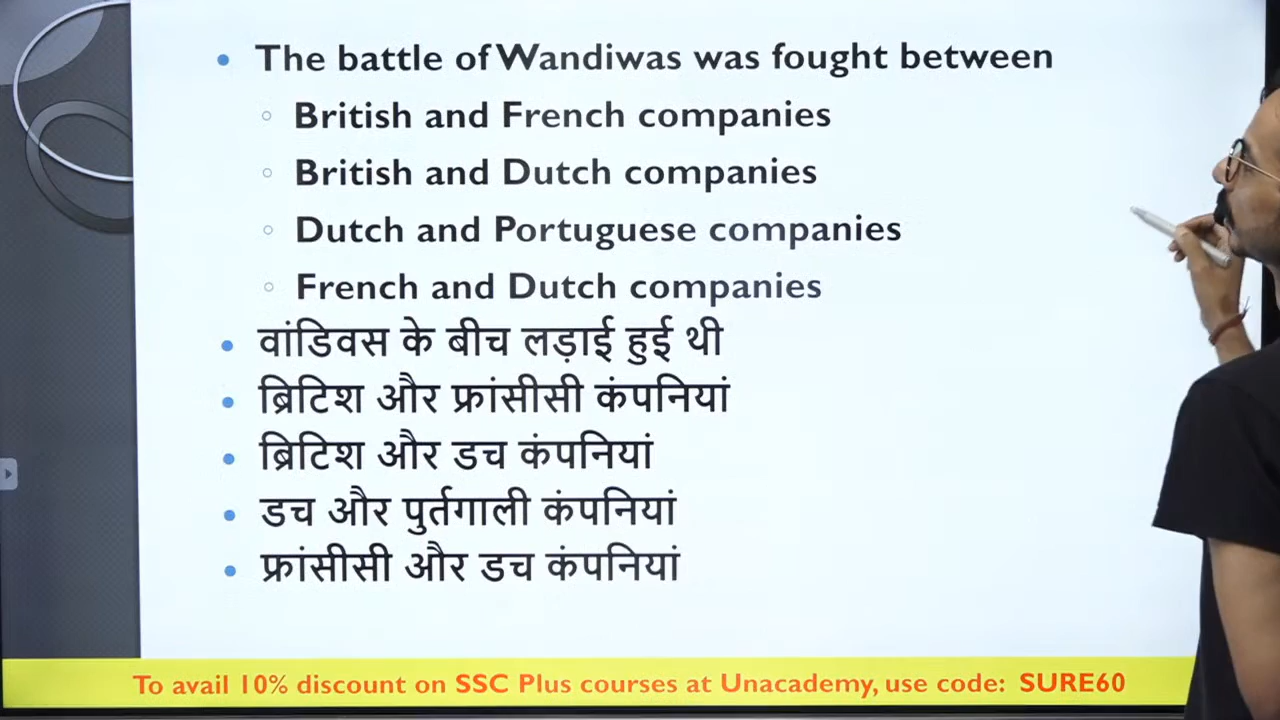 The battle of Wandiwas was fought between
British and French companies
British and Dutch companies
Dutch and Portuguese companies
French and Dutch companies
वांडिवस के बीच लड़ाई हुई थी
ब्रिटिश और फ्रांसीसी कंपनियां
ब्रिटिश और डच कंपनियां
डच और पुर्तगाली कंपनियां
फ्रांसीसी और डच कंपनियां
To avail 10% discount on SSC Plus courses at Unacademy, use code: SURE60